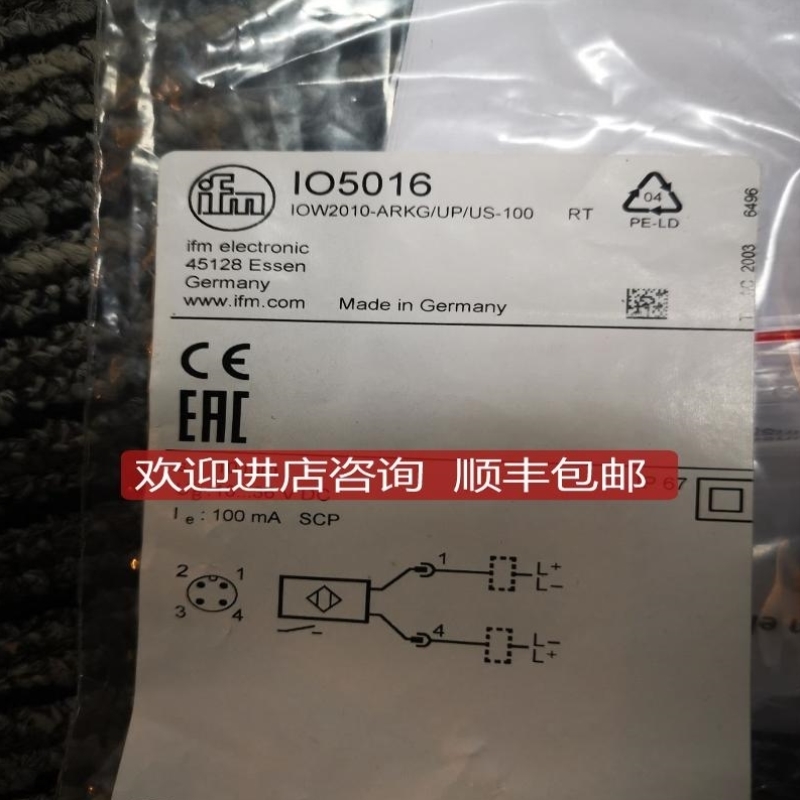 ifm
IO5016
IOW2010-ARKG/UP/US-100 RT
04
PE-LD
6496
2003
ifm electronic
45128 Essen
Germany
www.ifm.com
Made in Germany
CE
EAC
欢迎进店咨询 顺丰包邮
67
Ie : 100 mA SCP
2 1
3 4
1
L+
L-
4
L-
L+